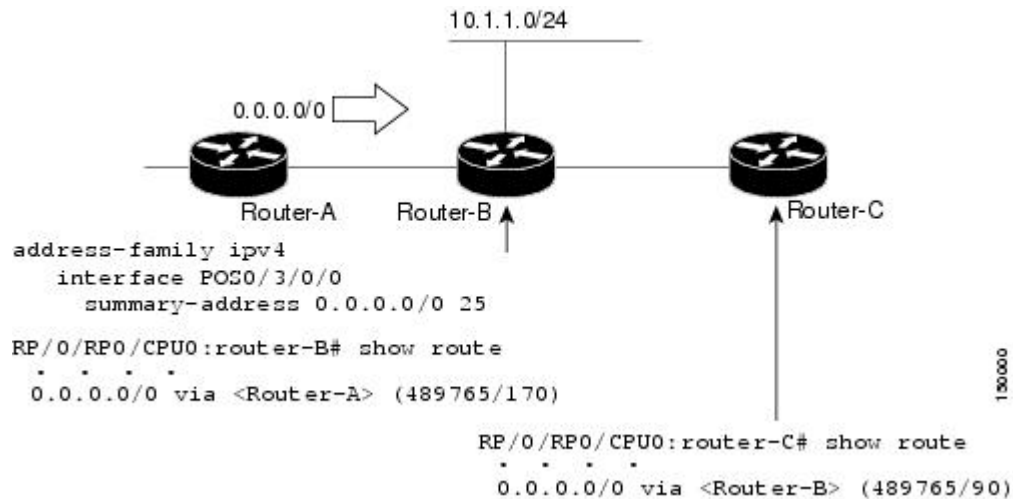 10.1.1.0/24
0.0.0.0/0
Router-A
Router-B
Router-C
address-family ipv4
interface POS0/3/0/0
summary-address 0.0.0.0/0 25
RP/0/RP0/CPU0:router-B# show route
. . . .
0.0.0.0/0 via <Router-A> (489765/170)
RP/0/RP0/CPU0:router-C# show route
. . . .
0.0.0.0/0 via <Router-B> (489765/90)
150000